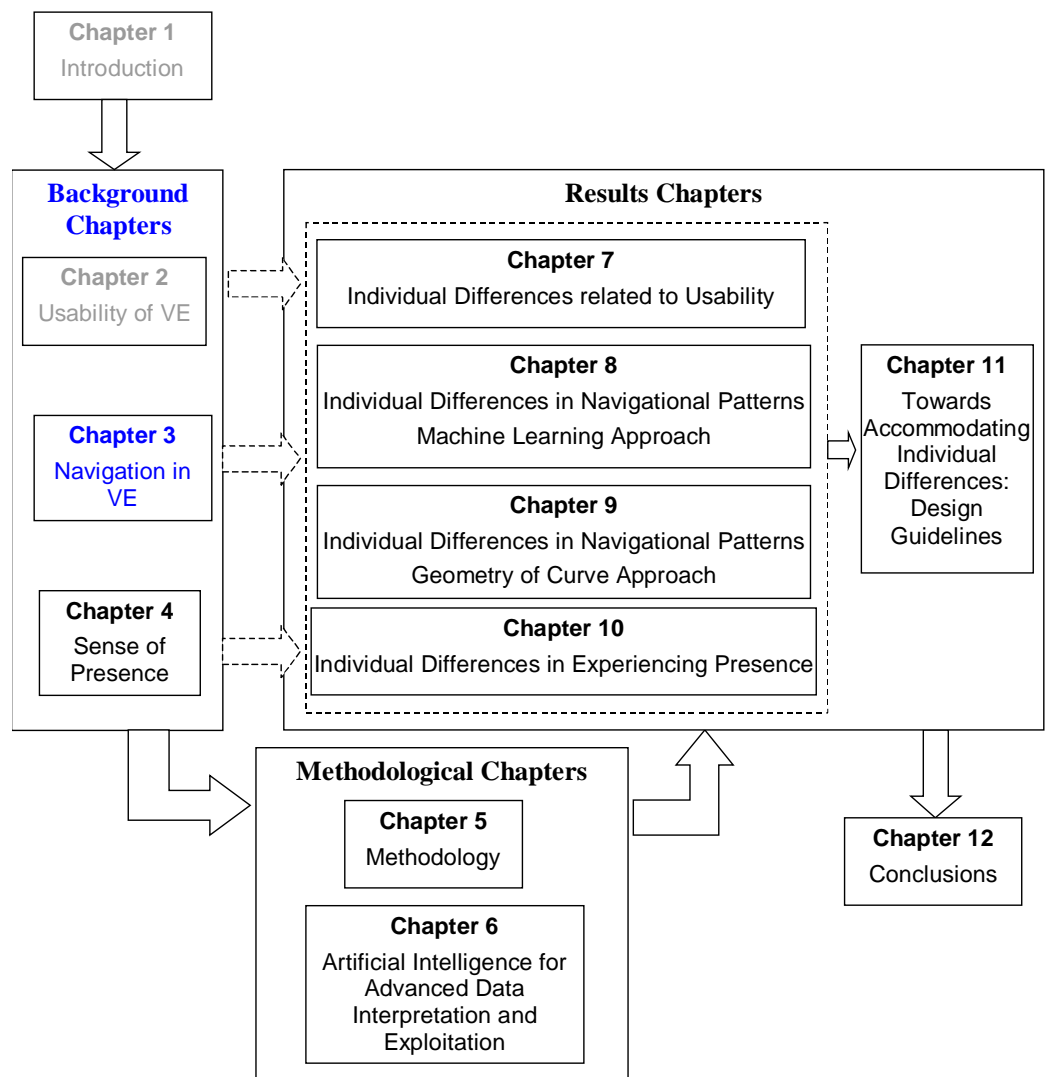 Chapter 1
Introduction
Background
Chapters
Chapter 2
Usability of VE
Chapter 3
Navigation in
VE
Chapter 4
Sense of
Presence
Results Chapters
Chapter 7
Individual Differences related to Usability
Chapter 8
Individual Differences in Navigational Patterns
Machine Learning Approach
Chapter 9
Individual Differences in Navigational Patterns
Geometry of Curve Approach
Chapter 10
Individual Differences in Experiencing Presence
Chapter 11
Towards
Accommodating
Individual
Differences:
Design
Guidelines
Methodological Chapters
Chapter 5
Methodology
Chapter 6
Artificial Intelligence for
Advanced Data
Interpretation and
Exploitation
Chapter 12
Conclusions